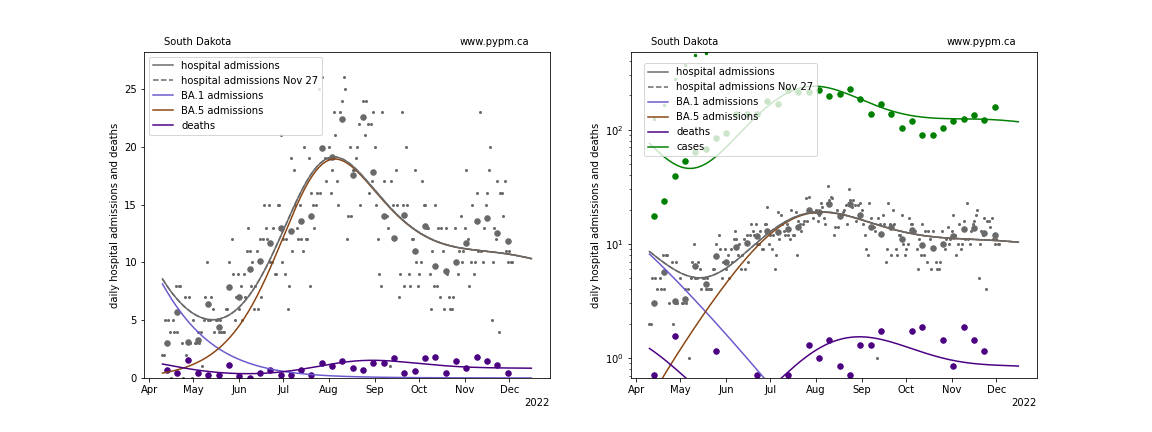 South Dakota www.pypm.ca
hospital admissions
hospital admissions Nov 27
BA.1 admissions
BA.5 admissions
deaths
daily hospital admissions and deaths
25
20
15
10
5
0
Apr May Jun Jul Aug Sep Oct Nov Dec
2022
South Dakota www.pypm.ca
hospital admissions
hospital admissions Nov 27
BA.1 admissions
BA.5 admissions
deaths
cases
daily hospital admissions and deaths
10²
10¹
10⁰
Apr May Jun Jul Aug Sep Oct Nov Dec
2022